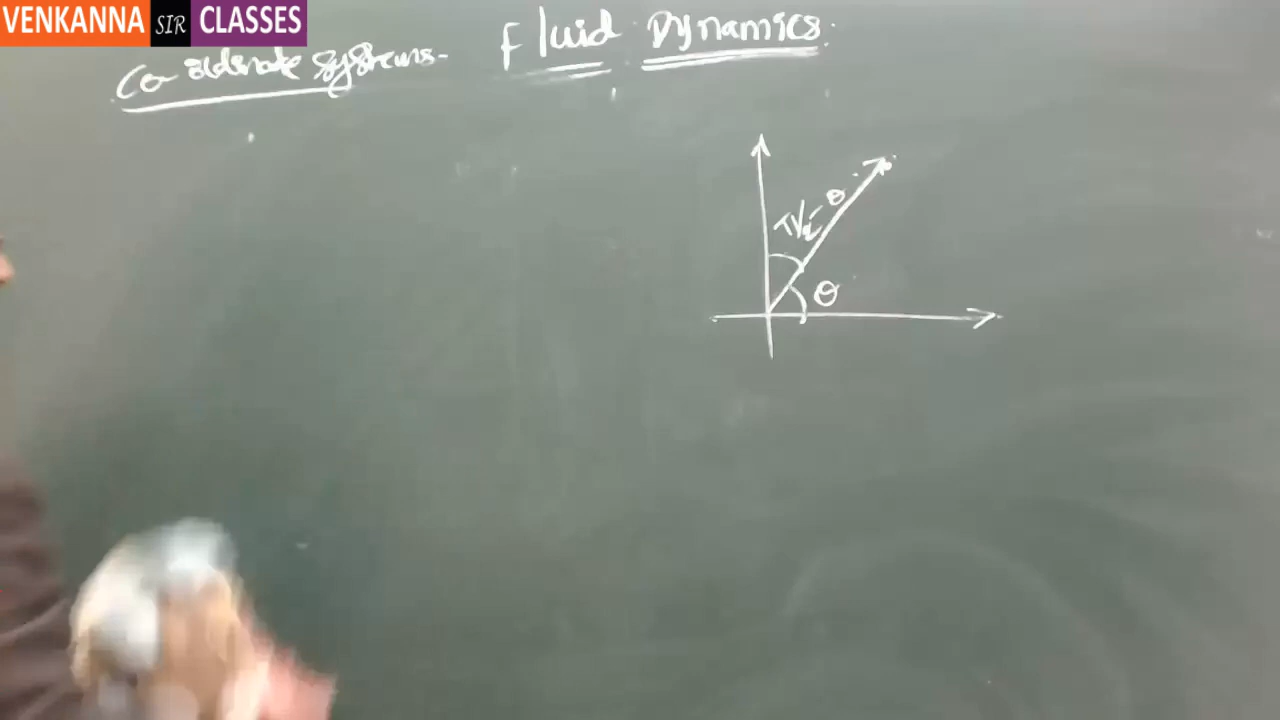 VENKANNA SIR CLASSES
Fluid Dynamics.
Co-ordinate systems-
π/2 - θ
θ